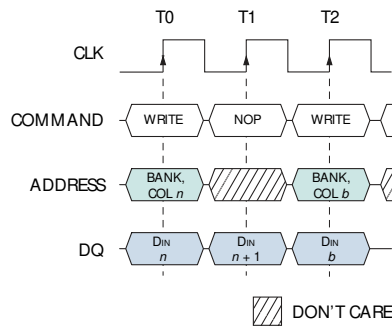 T0 T1 T2
CLK
COMMAND WRITE NOP WRITE
ADDRESS BANK, COL n BANK, COL b
DQ DIN n DIN n + 1 DIN b
DON'T CARE